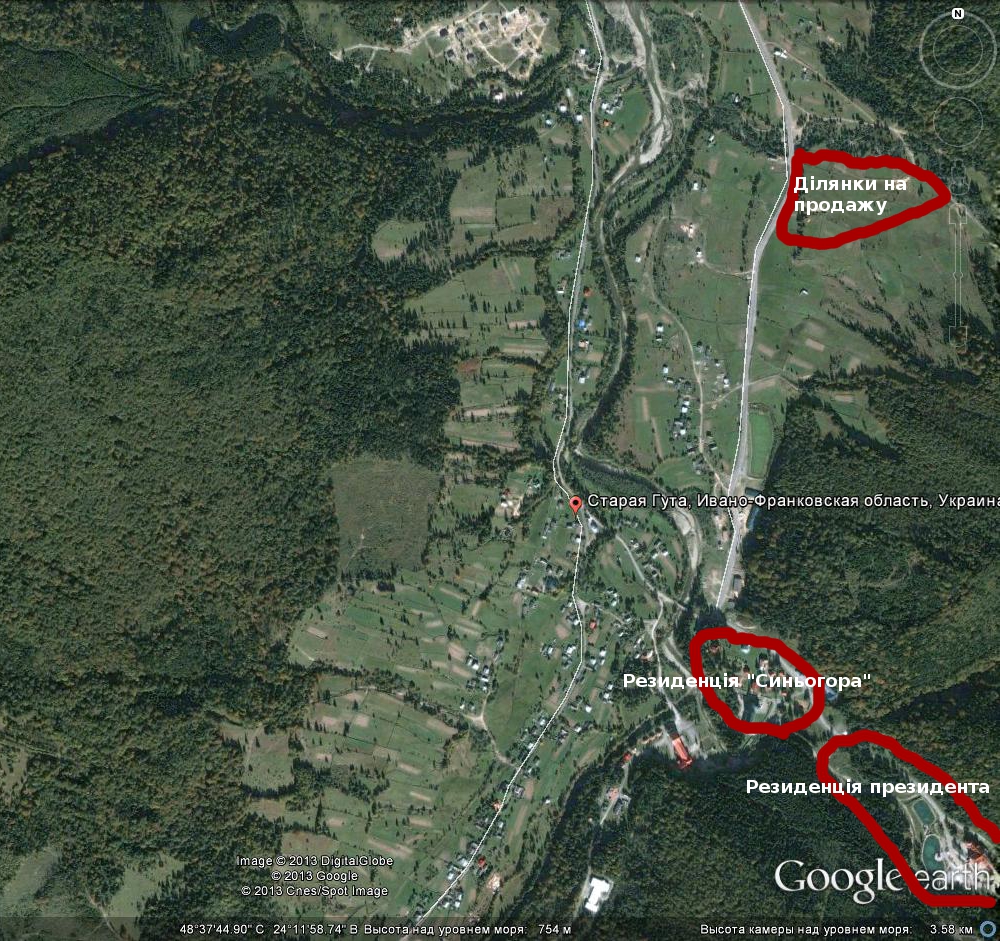 N
Ділянки на
продажу
Старая Гута, Ивано-Франковская область, Украина
Резиденція "Синьогора"
Резиденція президента
Image © 2013 DigitalGlobe
© 2013 Google
© 2013 Cnes/Spot Image
Google earth
48°37'44.90" С 24°11'58.74" В Высота над уровнем моря: 754 м
Высота камеры над уровнем моря: 3.58 км